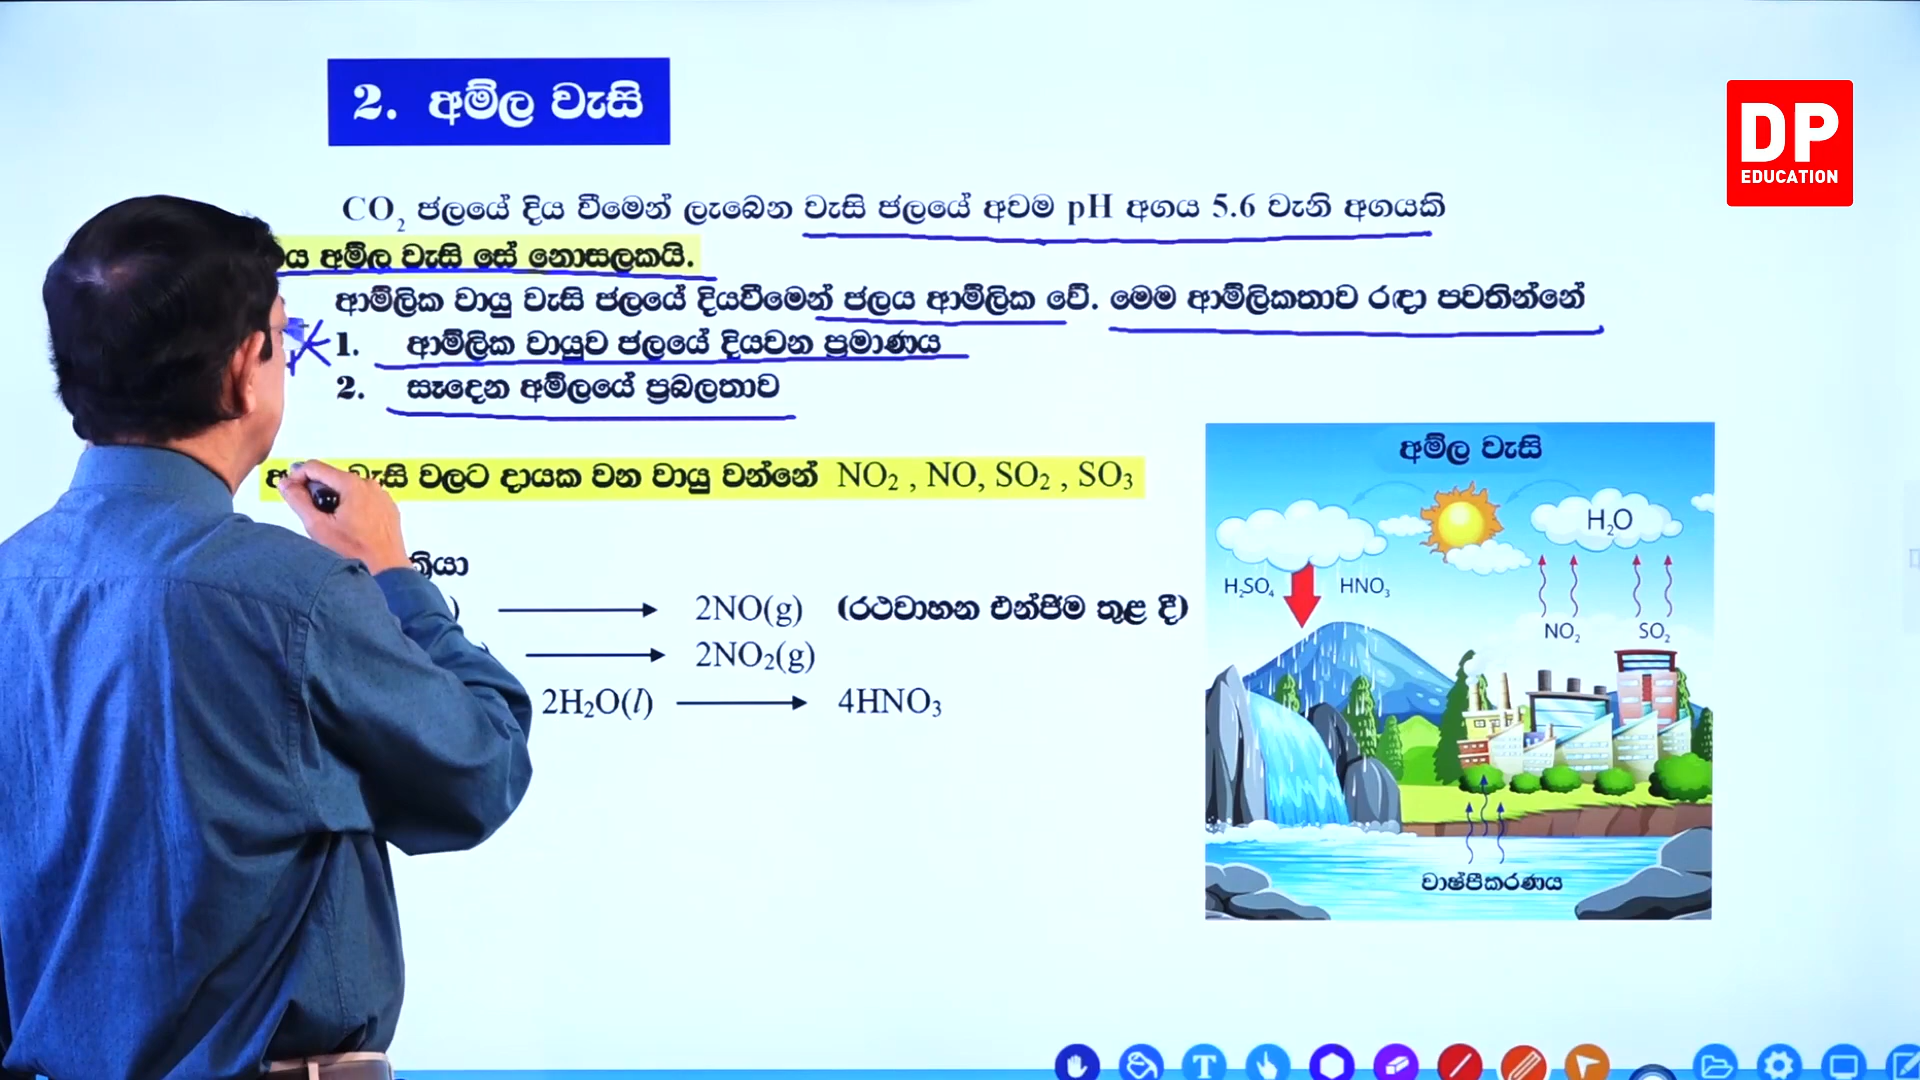 2. අම්ල වැසි
DP
EDUCATION
CO₂ ජලයේ දිය වීමෙන් ලැබෙන වැසි ජලයේ අවම pH අගය 5.6 වැනි අගයකි
අම්ල වැසි සේ නොසලකයි.
ආම්ලික වායු වැසි ජලයේ දියවීමෙන් ජලය ආම්ලික වේ. මෙම ආම්ලිකතාව රඳා පවතින්නේ
1. ආම්ලික වායුව ජලයේ දියවන ප්‍රමාණය
2. සෑදෙන අම්ලයේ ප්‍රබලතාව
වැසි වලට දායක වන වායු වන්නේ NO₂ , NO, SO₂ , SO₃
⟶ 2NO(g) (රථවාහන එන්ජිම තුළ දී)
⟶ 2NO₂(g)
2H₂O(l) ⟶ 4HNO₃
අම්ල වැසි
H₂O
H₂SO₄ HNO₃
NO₂ SO₂
වාෂ්පීකරණය